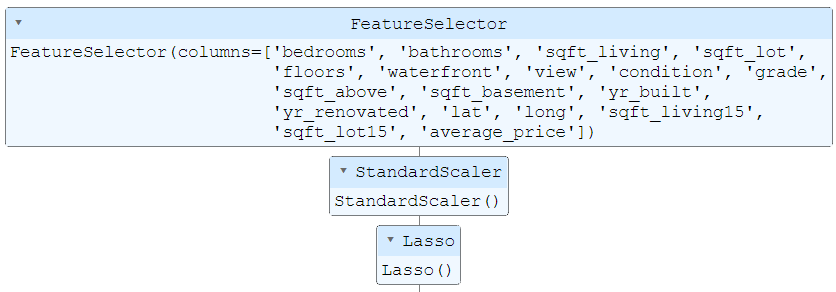 FeatureSelector
FeatureSelector(columns=['bedrooms', 'bathrooms', 'sqft_living', 'sqft_lot',
'floors', 'waterfront', 'view', 'condition', 'grade',
'sqft_above', 'sqft_basement', 'yr_built',
'yr_renovated', 'lat', 'long', 'sqft_living15',
'sqft_lot15', 'average_price'])
StandardScaler
StandardScaler()
Lasso
Lasso()